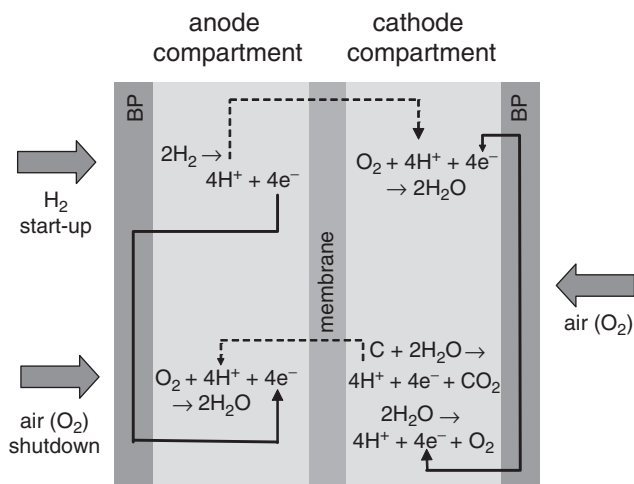 anode
compartment
cathode
compartment
BP
BP
2H₂ →
4H⁺ + 4e⁻
O₂ + 4H⁺ + 4e⁻
→ 2H₂O
H₂
start-up
membrane
air (O₂)
air (O₂)
shutdown
O₂ + 4H⁺ + 4e⁻
→ 2H₂O
C + 2H₂O →
4H⁺ + 4e⁻ + CO₂
2H₂O →
4H⁺ + 4e⁻ + O₂